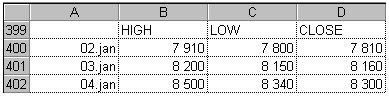 A B C D
399 HIGH LOW CLOSE
400 02.jan 7 910 7 800 7 810
401 03.jan 8 200 8 150 8 160
402 04.jan 8 500 8 340 8 300